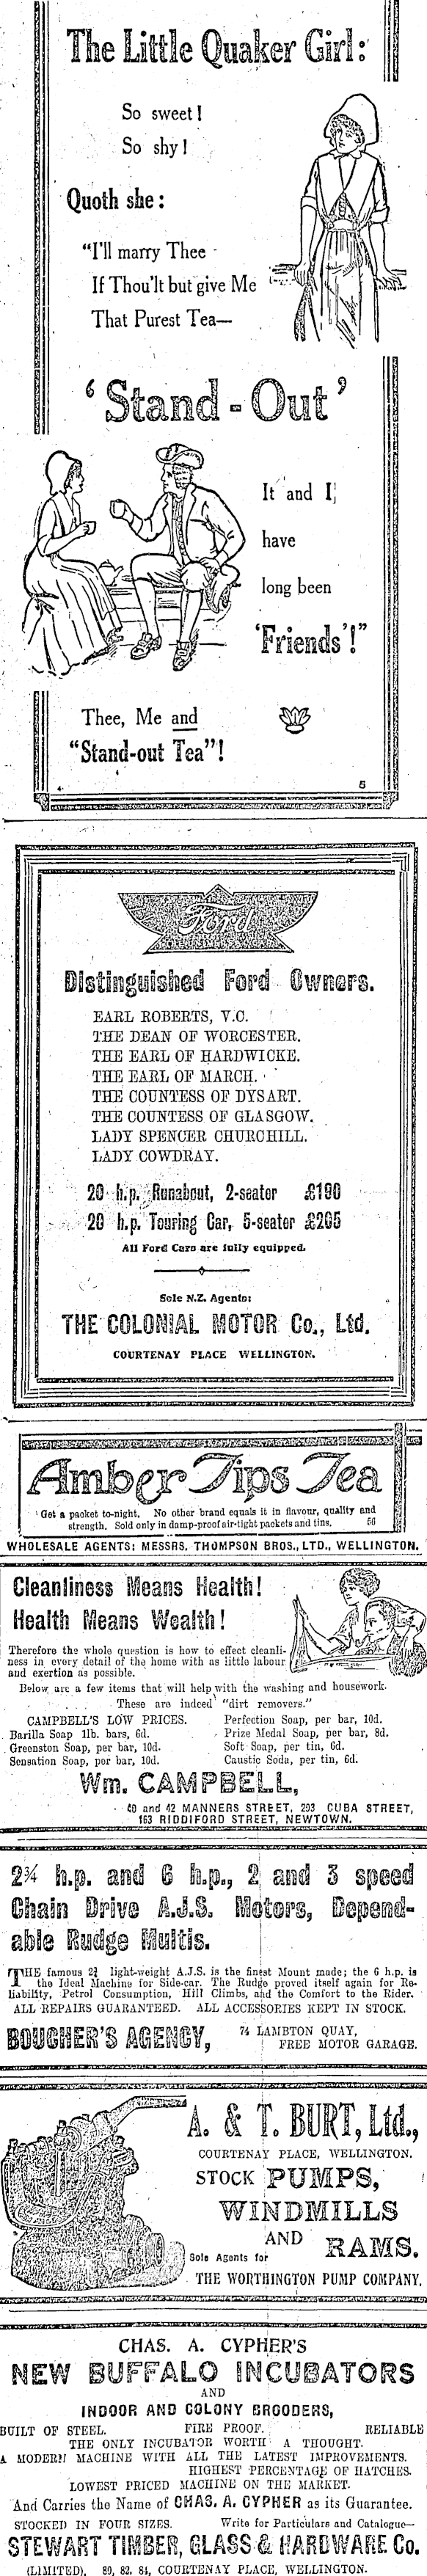 The Little Quaker Girl:
So sweet!
So shy!
Quoth she:
"I'll marry Thee
If Thou'lt but give Me
That Purest Tea—
'Stand-Out'
It and I
have
long been
'Friends'!"
Thee, Me and
"Stand-out Tea"!
4 5
Ford
Distinguished Ford Owners.
EARL ROBERTS, V.C.
THE DEAN OF WORCESTER.
THE EARL OF HARDWICKE.
THE EARL OF MARCH.
THE COUNTESS OF DYSART.
THE COUNTESS OF GLASGOW.
LADY SPENCER CHURCHILL.
LADY COWDRAY.
20 h.p. Runabout, 2-seater £190
20 h.p. Touring Car, 5-seater £205
All Ford Cars are fully equipped.
Sole N.Z. Agents:
THE COLONIAL MOTOR Co., Ltd.
COURTENAY PLACE WELLINGTON.
Amber Tips Tea
Get a packet to-night. No other brand equals it in flavour, quality and
strength. Sold only in damp-proof air-tight packets and tins. 56
WHOLESALE AGENTS: MESSRS. THOMPSON BROS., LTD., WELLINGTON.
Cleanliness Means Health!
Health Means Wealth!
Therefore the whole question is how to effect cleanli-
ness in every detail of the home with as little labour
and exertion as possible.
Below are a few items that will help with the washing and housework.
These are indeed "dirt removers."
CAMPBELL'S LOW PRICES.
Barilla Soap 1lb. bars, 6d.
Greenston Soap, per bar, 10d.
Sensation Soap, per bar, 10d.
Perfection Soap, per bar, 10d.
Prize Medal Soap, per bar, 8d.
Soft Soap, per tin, 6d.
Caustic Soda, per tin, 6d.
Wm. CAMPBELL,
40 and 42 MANNERS STREET, 203 CUBA STREET,
163 RIDDIFORD STREET, NEWTOWN.
2¾ h.p. and 6 h.p., 2 and 3 speed
Chain Drive A.J.S. Motors, Depend-
able Rudge Multis.
THE famous 2¾ light-weight A.J.S. is the finest Mount made; the 6 h.p. is
the Ideal Machine for Side-car. The Rudge proved itself again for Re-
liability, Petrol Consumption, Hill Climbs, and the Comfort to the Rider.
ALL REPAIRS GUARANTEED. ALL ACCESSORIES KEPT IN STOCK.
BOUGHER'S AGENCY, 74 LAMBTON QUAY,
FREE MOTOR GARAGE.
A. & T. BURT, Ltd.,
COURTENAY PLACE, WELLINGTON.
STOCK PUMPS,
WINDMILLS
AND RAMS.
Sole Agents for
THE WORTHINGTON PUMP COMPANY.
CHAS. A. CYPHER'S
NEW BUFFALO INCUBATORS
AND
INDOOR AND COLONY BROODERS,
BUILT OF STEEL. FIRE PROOF. RELIABLE
THE ONLY INCUBATOR WORTH A THOUGHT.
A MODERN MACHINE WITH ALL THE LATEST IMPROVEMENTS.
HIGHEST PERCENTAGE OF HATCHES.
LOWEST PRICED MACHINE ON THE MARKET.
And Carries the Name of CHAS. A. CYPHER as its Guarantee.
STOCKED IN FOUR SIZES. Write for Particulars and Catalogue—
STEWART TIMBER, GLASS & HARDWARE Co.
(LIMITED), 80, 82, 84, COURTENAY PLACE, WELLINGTON.